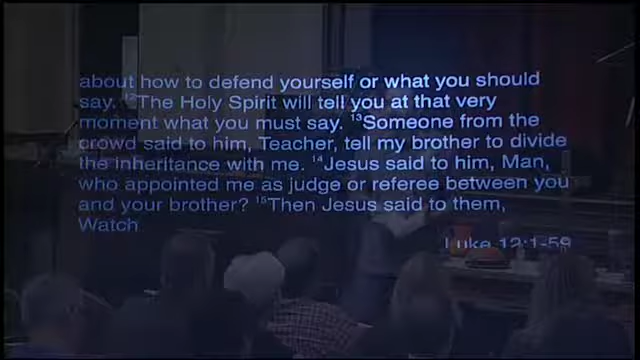 about how to defend yourself or what you should
say. ¹²The Holy Spirit will tell you at that very
moment what you must say. ¹³Someone from the
crowd said to him, Teacher, tell my brother to divide
the inheritance with me. ¹⁴Jesus said to him, Man,
who appointed me as judge or referee between you
and your brother? ¹⁵Then Jesus said to them,
Watch
Luke 12:1-59